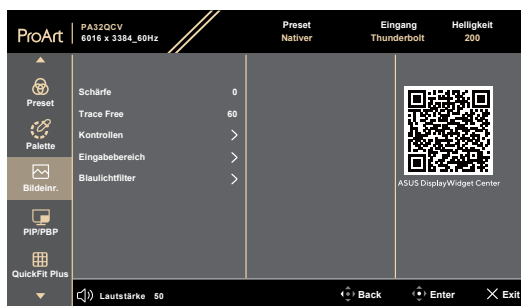 ProArt
PA32QCV
6016 x 3384_60Hz
Preset
Nativer
Eingang
Thunderbolt
Helligkeit
200
Preset
Palette
Bildeinr.
PIP/PBP
QuickFit Plus
Schärfe 0
Trace Free 60
Kontrollen
Eingabebereich
Blaulichtfilter
ASUS DisplayWidget Center
Lautstärke 50
Back
Enter
Exit